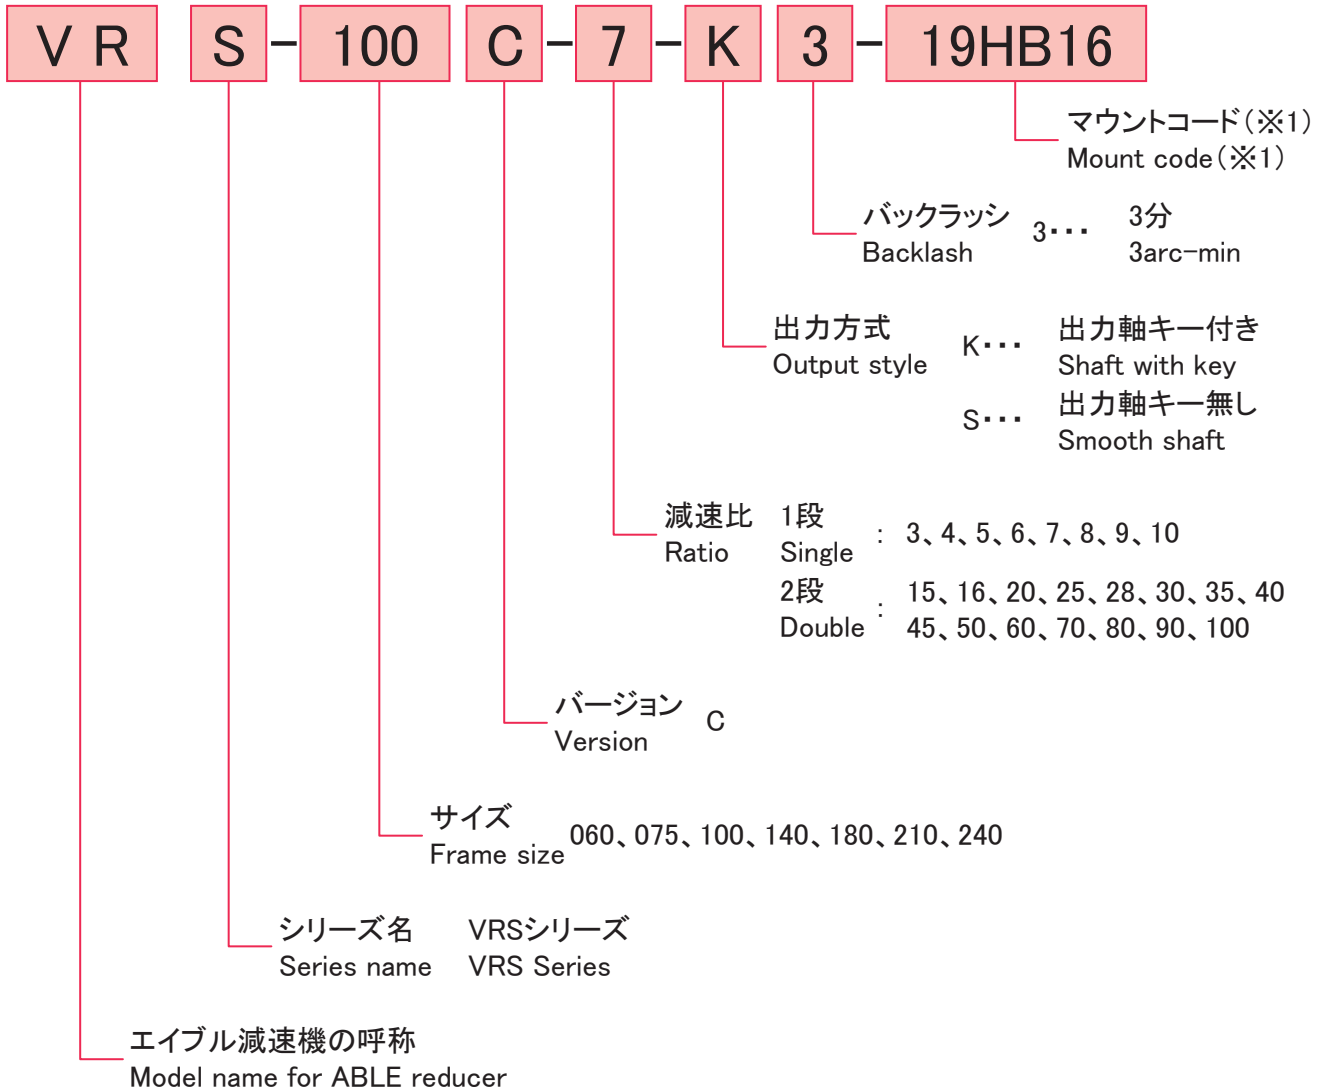 V R S - 100 C - 7 - K 3 - 19HB16
マウントコード(※1)
Mount code(※1)
バックラッシ 3･･･ 3分
Backlash 3arc-min
出力方式 K･･･ 出力軸キー付き
Output style Shaft with key
S･･･ 出力軸キー無し
Smooth shaft
減速比 1段 : 3、4、5、6、7、8、9、10
Ratio Single
2段 : 15、16、20、25、28、30、35、40
Double 45、50、60、70、80、90、100
バージョン C
Version
サイズ 060、075、100、140、180、210、240
Frame size
シリーズ名 VRSシリーズ
Series name VRS Series
エイブル減速機の呼称
Model name for ABLE reducer